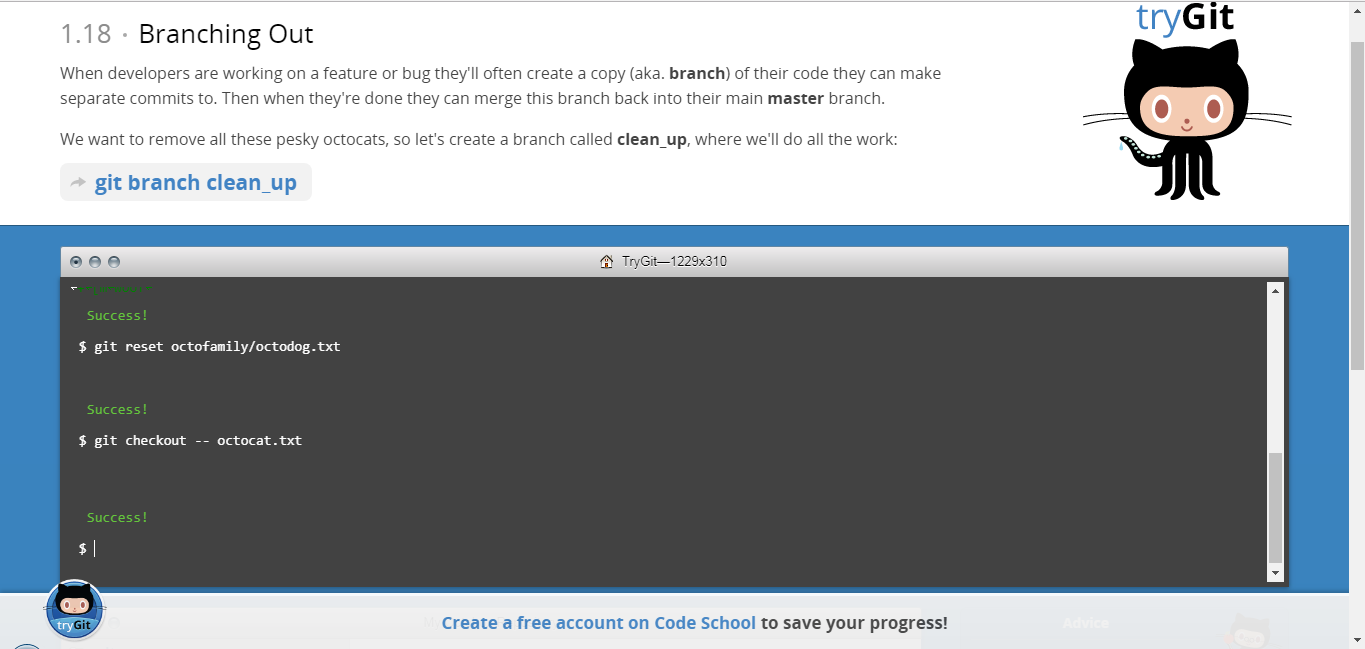 tryGit
1.18 · Branching Out
When developers are working on a feature or bug they'll often create a copy (aka. branch) of their code they can make
separate commits to. Then when they're done they can merge this branch back into their main master branch.
We want to remove all these pesky octocats, so let's create a branch called clean_up, where we'll do all the work:
git branch clean_up
TryGit—1229x310
Success!
$ git reset octofamily/octodog.txt
Success!
$ git checkout -- octocat.txt
Success!
$
tryGit
Create a free account on Code School to save your progress!
Advice